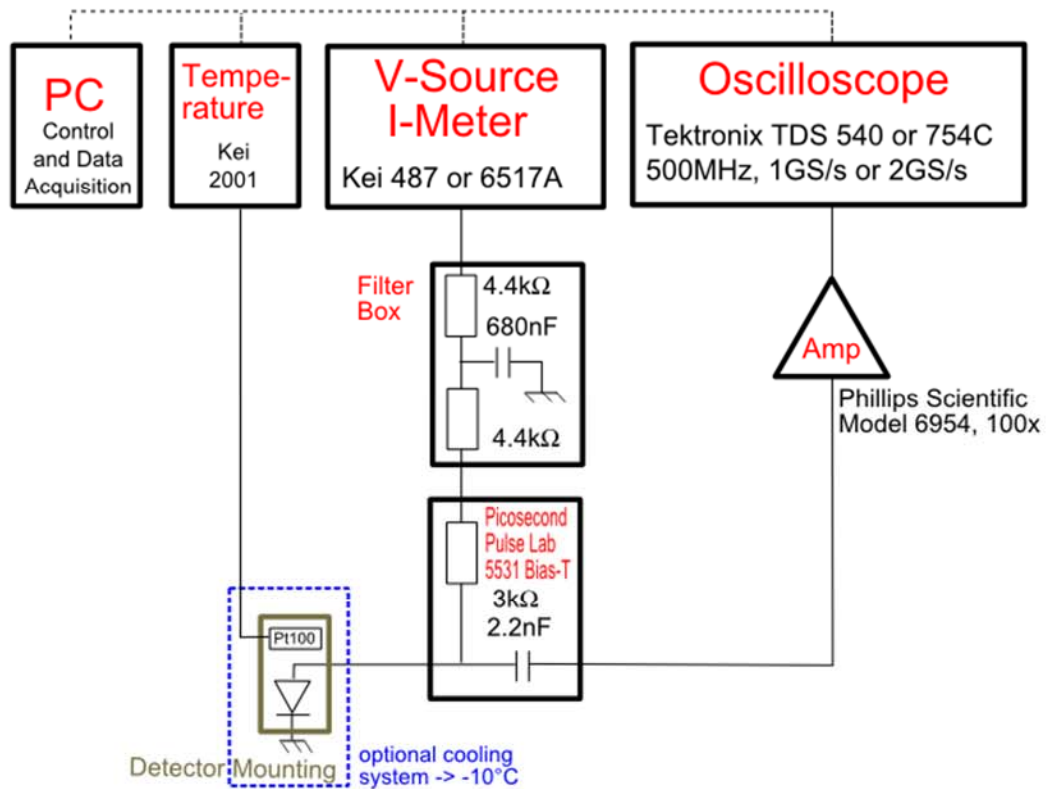 PC
Control
and Data
Acquisition
Tempe-
rature
Kei
2001
V-Source
I-Meter
Kei 487 or 6517A
Oscilloscope
Tektronix TDS 540 or 754C
500MHz, 1GS/s or 2GS/s
Filter
Box
4.4kΩ
680nF
4.4kΩ
Amp
Phillips Scientific
Model 6954, 100x
Picosecond
Pulse Lab
5531 Bias-T
3kΩ
2.2nF
Pt100
Detector Mounting
optional cooling
system -> -10°C